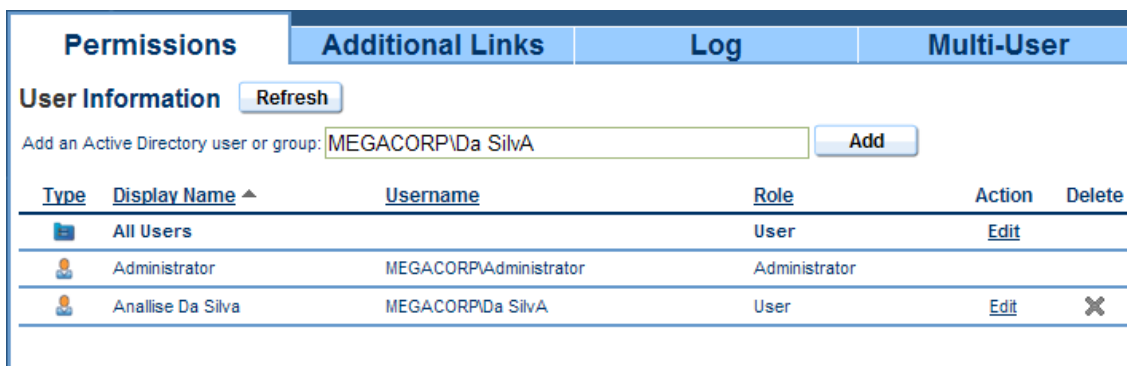 Permissions Additional Links Log Multi-User
User Information Refresh
Add an Active Directory user or group: MEGACORP\Da SilvA Add
Type Display Name Username Role Action Delete
All Users User Edit
Administrator MEGACORP\Administrator Administrator
Anallise Da Silva MEGACORP\Da SilvA User Edit